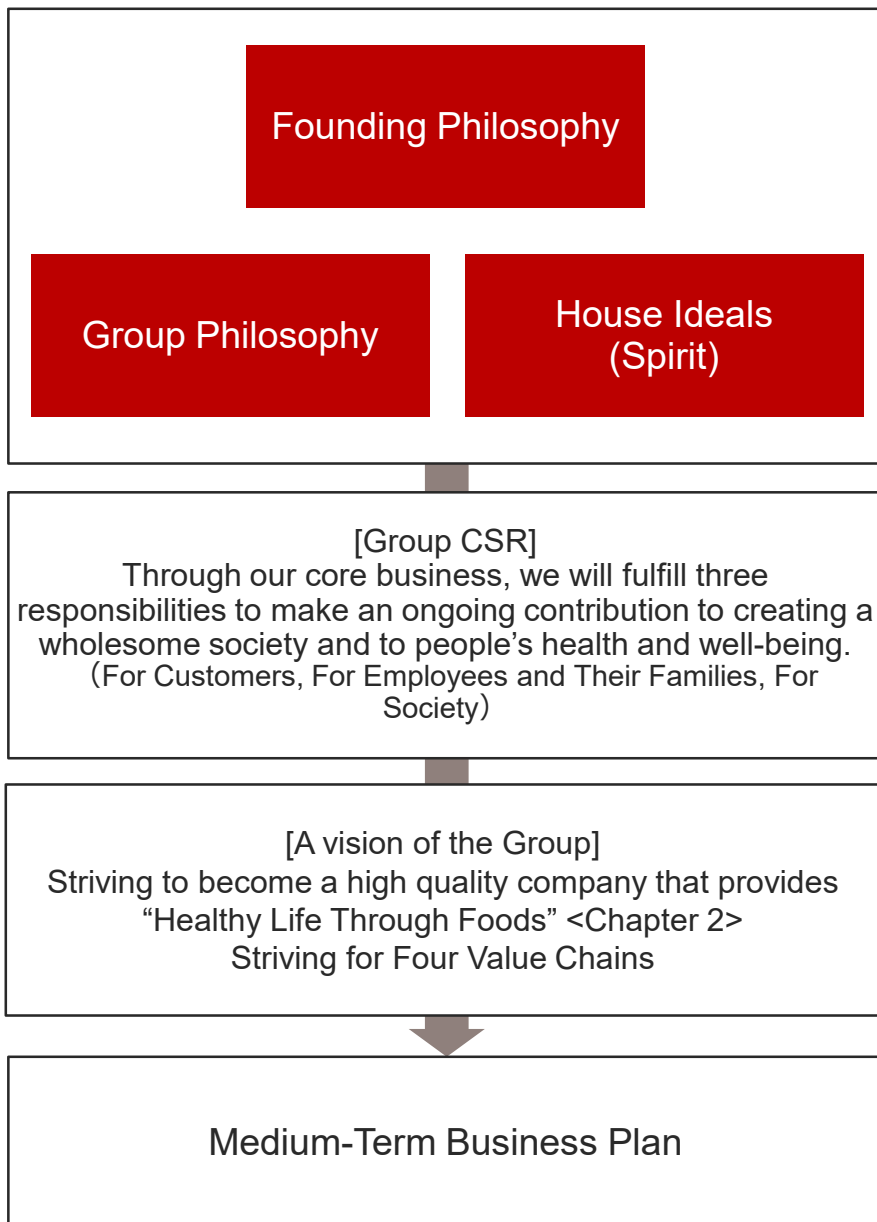 Founding Philosophy
Group Philosophy
House Ideals
(Spirit)
[Group CSR]
Through our core business, we will fulfill three
responsibilities to make an ongoing contribution to creating a
wholesome society and to people’s health and well-being.
（For Customers, For Employees and Their Families, For
Society）
[A vision of the Group]
Striving to become a high quality company that provides
“Healthy Life Through Foods” <Chapter 2>
Striving for Four Value Chains
Medium-Term Business Plan